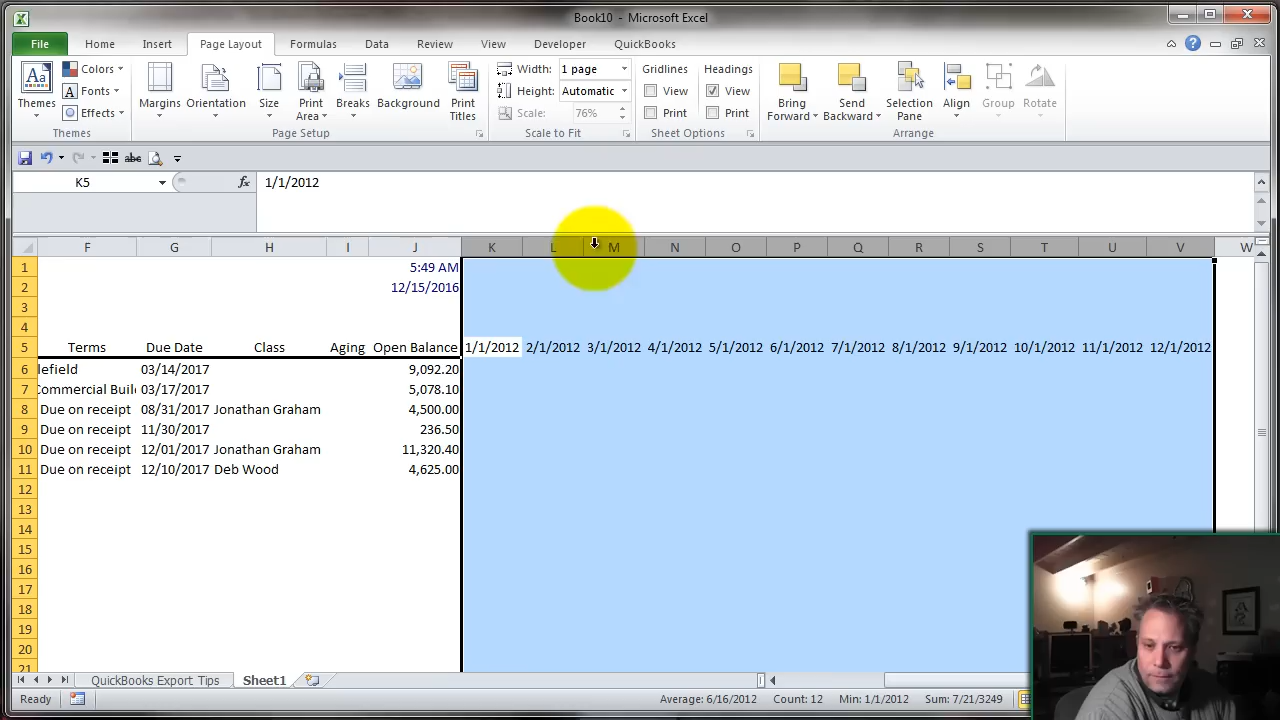 Book10 - Microsoft Excel
File Home Insert Page Layout Formulas Data Review View Developer QuickBooks
Themes Colors Fonts Effects Margins Orientation Size Print Area Breaks Background Print Titles Width: 1 page Height: Automatic Scale: 76% Gridlines View Print Headings View Print Bring Forward Send Backward Selection Pane Align Group Rotate
Themes Page Setup Scale to Fit Sheet Options Arrange
abc
K5 fx 1/1/2012
F G H I J K L M N O P Q R S T U V W
1 5:49 AM
2 12/15/2016
3
4
5 Terms Due Date Class Aging Open Balance 1/1/2012 2/1/2012 3/1/2012 4/1/2012 5/1/2012 6/1/2012 7/1/2012 8/1/2012 9/1/2012 10/1/2012 11/1/2012 12/1/2012
6 lefield 03/14/2017 9,092.20
7 Commercial Buil 03/17/2017 5,078.10
8 Due on receipt 08/31/2017 Jonathan Graham 4,500.00
9 Due on receipt 11/30/2017 236.50
10 Due on receipt 12/01/2017 Jonathan Graham 11,320.40
11 Due on receipt 12/10/2017 Deb Wood 4,625.00
12
13
14
15
16
17
18
19
20
21
QuickBooks Export Tips Sheet1
Ready Average: 6/16/2012 Count: 12 Min: 1/1/2012 Sum: 7/21/3249